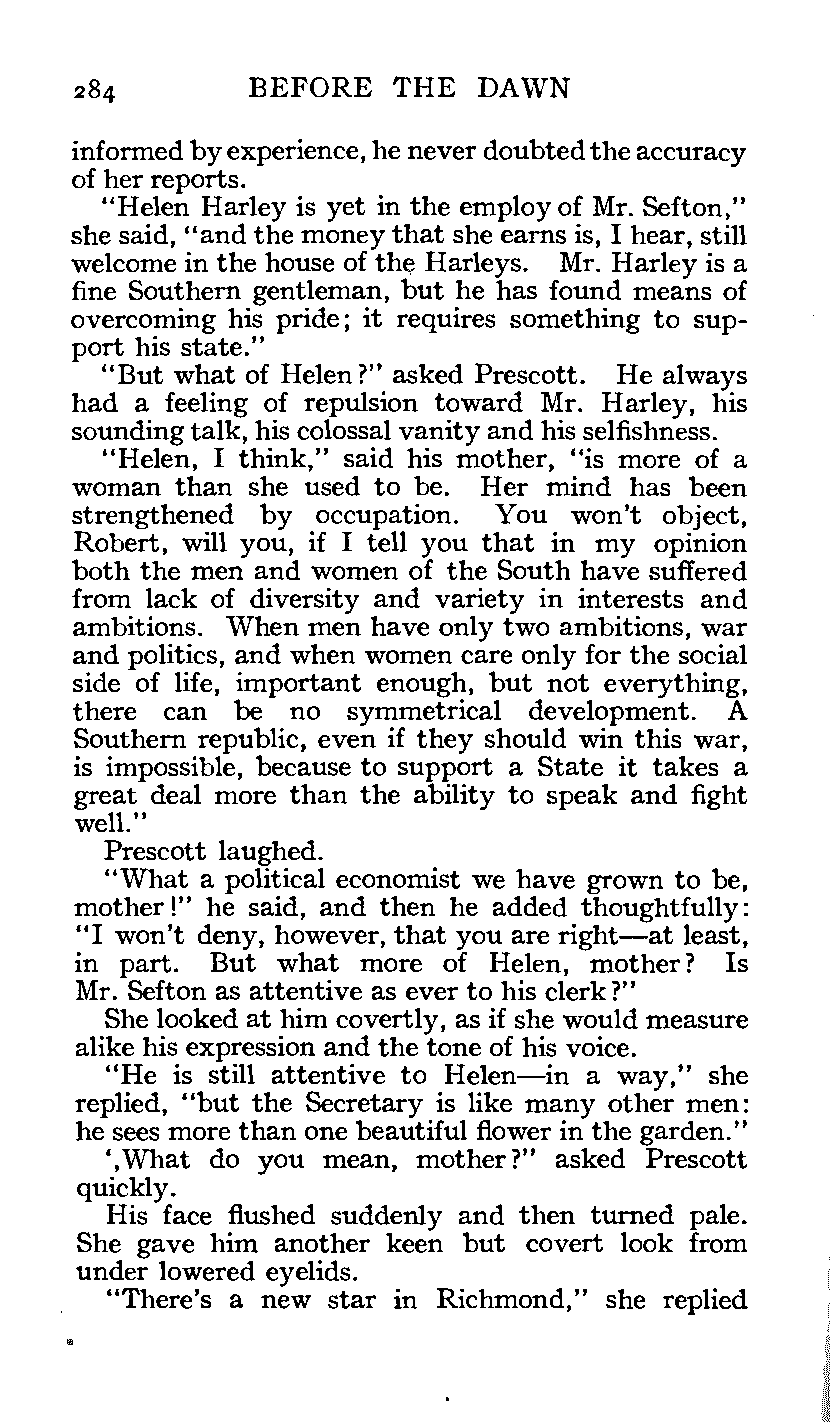 284 BEFORE THE DAWN
informed by experience, he never doubted the accuracy
of her reports.
"Helen Harley is yet in the employ of Mr. Sefton,"
she said, "and the money that she earns is, I hear, still
welcome in the house of the Harleys. Mr. Harley is a
fine Southern gentleman, but he has found means of
overcoming his pride; it requires something to sup-
port his state."
"But what of Helen?" asked Prescott. He always
had a feeling of repulsion toward Mr. Harley, his
sounding talk, his colossal vanity and his selfishness.
"Helen, I think," said his mother, "is more of a
woman than she used to be. Her mind has been
strengthened by occupation. You won't object,
Robert, will you, if I tell you that in my opinion
both the men and women of the South have suffered
from lack of diversity and variety in interests and
ambitions. When men have only two ambitions, war
and politics, and when women care only for the social
side of life, important enough, but not everything,
there can be no symmetrical development. A
Southern republic, even if they should win this war,
is impossible, because to support a State it takes a
great deal more than the ability to speak and fight
well."
Prescott laughed.
"What a political economist we have grown to be,
mother!" he said, and then he added thoughtfully:
"I won't deny, however, that you are right—at least,
in part. But what more of Helen, mother? Is
Mr. Sefton as attentive as ever to his clerk?"
She looked at him covertly, as if she would measure
alike his expression and the tone of his voice.
"He is still attentive to Helen—in a way," she
replied, "but the Secretary is like many other men:
he sees more than one beautiful flower in the garden."
‘,What do you mean, mother?" asked Prescott
quickly.
His face flushed suddenly and then turned pale.
She gave him another keen but covert look from
under lowered eyelids.
"There's a new star in Richmond," she replied